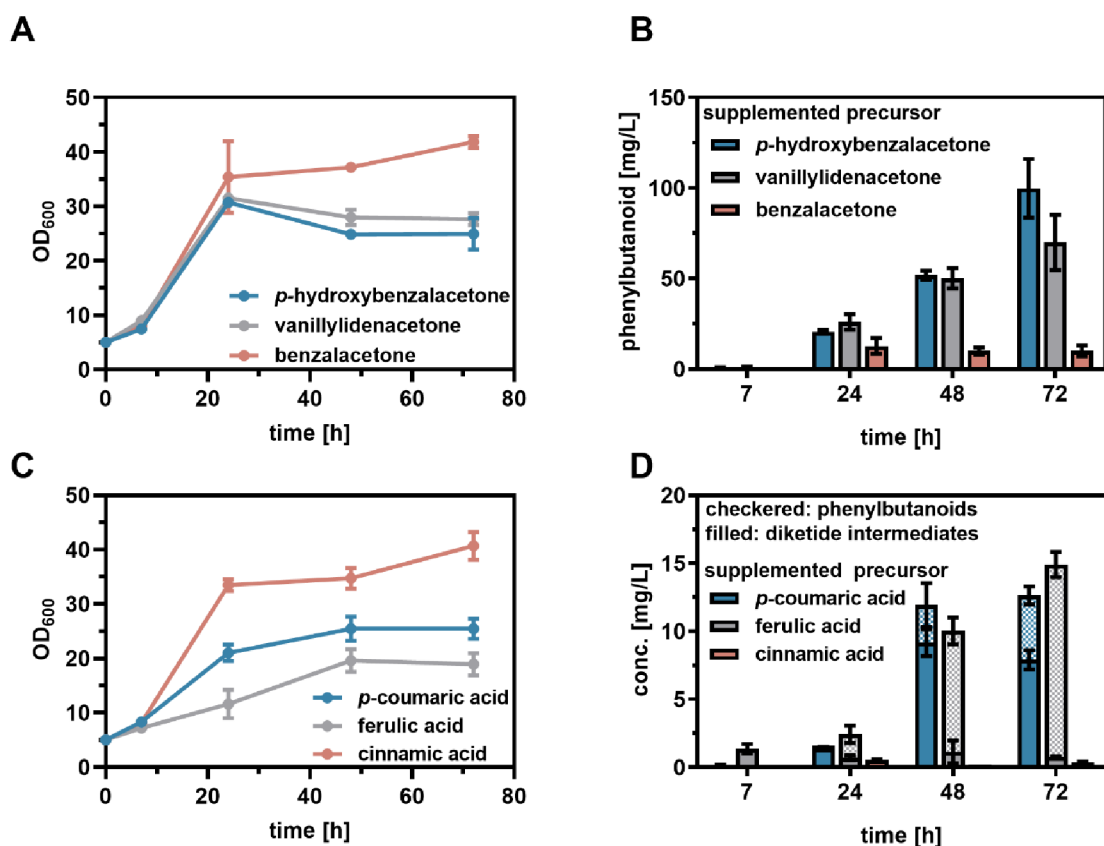 A
50
40
30
20
10
0
OD600
p-hydroxybenzalacetone
vanillylidenacetone
benzalacetone
0 20 40 60 80
time [h]
B
150
100
50
0
phenylbutanoid [mg/L]
supplemented precursor
p-hydroxybenzalacetone
vanillylidenacetone
benzalacetone
7 24 48 72
time [h]
C
50
40
30
20
10
0
OD600
p-coumaric acid
ferulic acid
cinnamic acid
0 20 40 60 80
time [h]
D
20
15
10
5
0
conc. [mg/L]
checkered: phenylbutanoids
filled: diketide intermediates
supplemented precursor
p-coumaric acid
ferulic acid
cinnamic acid
7 24 48 72
time [h]